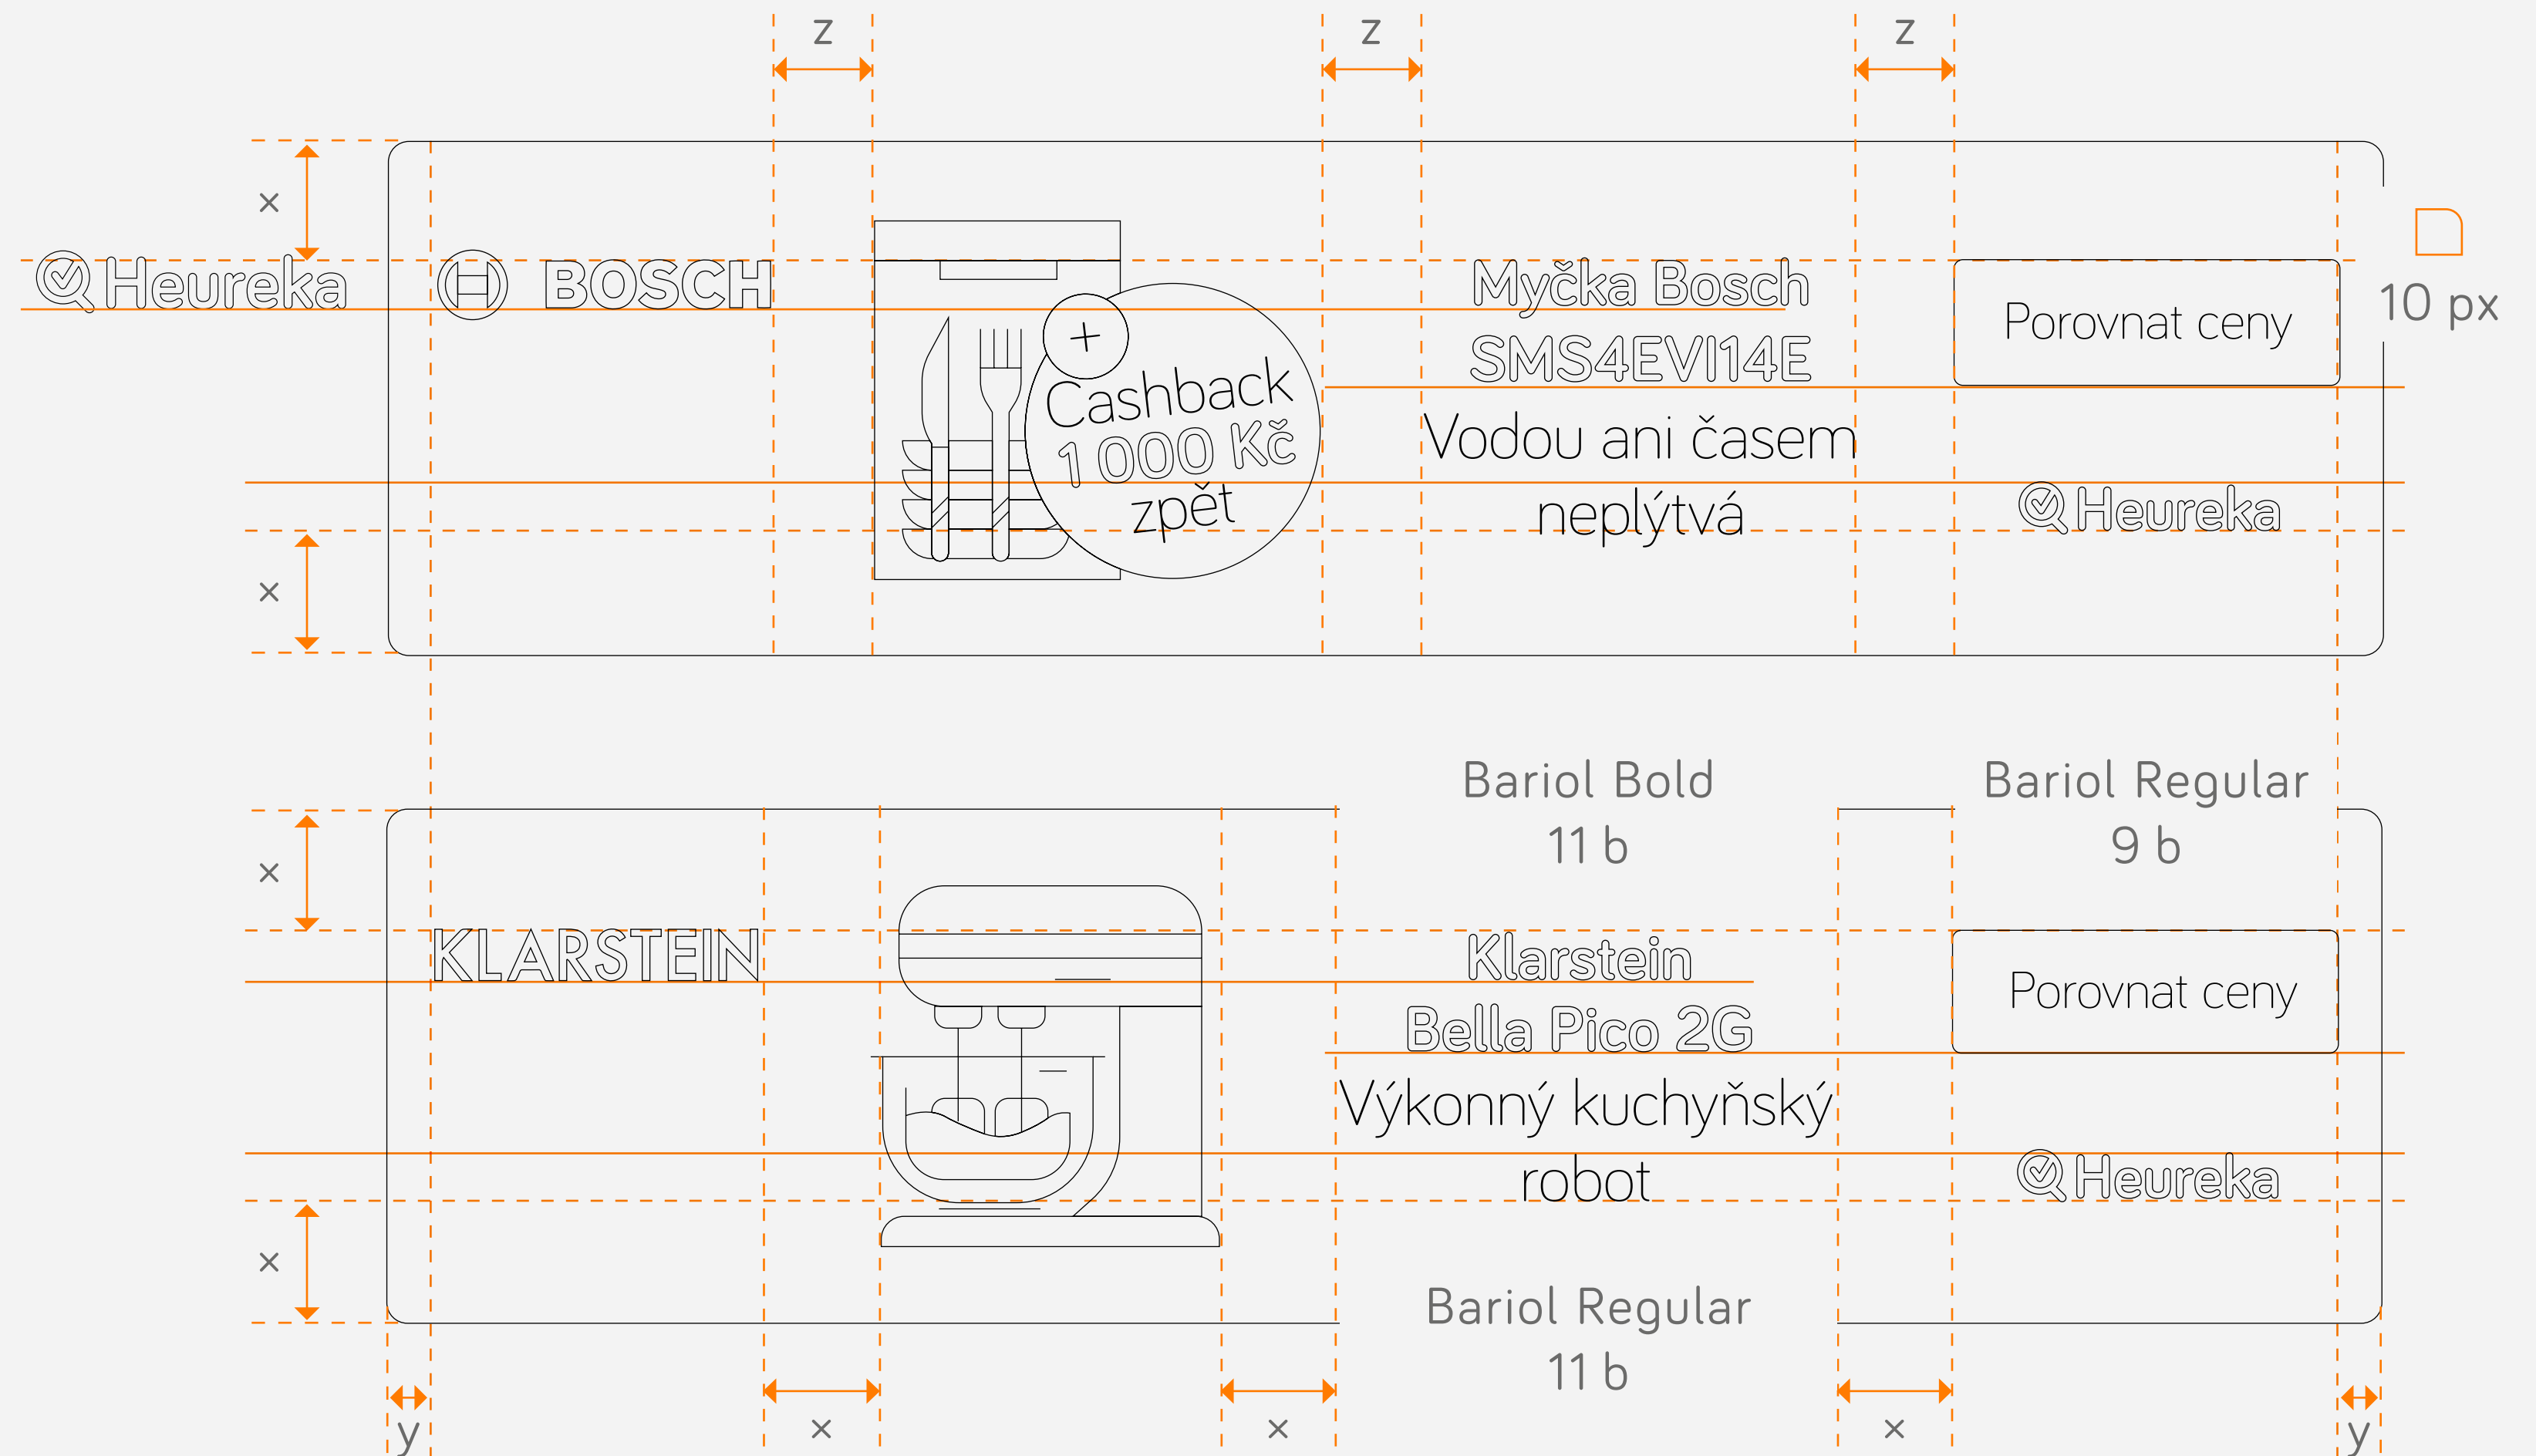 z z z
x
Heureka
BOSCH
Myčka Bosch
SMS4EVI14E
Vodou ani časem
neplýtvá
Cashback
1 000 Kč
zpět
Porovnat ceny
Heureka
10 px
x
Bariol Bold
11 b
Bariol Regular
9 b
x
KLARSTEIN
Klarstein
Bella Pico 2G
Výkonný kuchyňský
robot
Porovnat ceny
Heureka
x
Bariol Regular
11 b
y x x x y